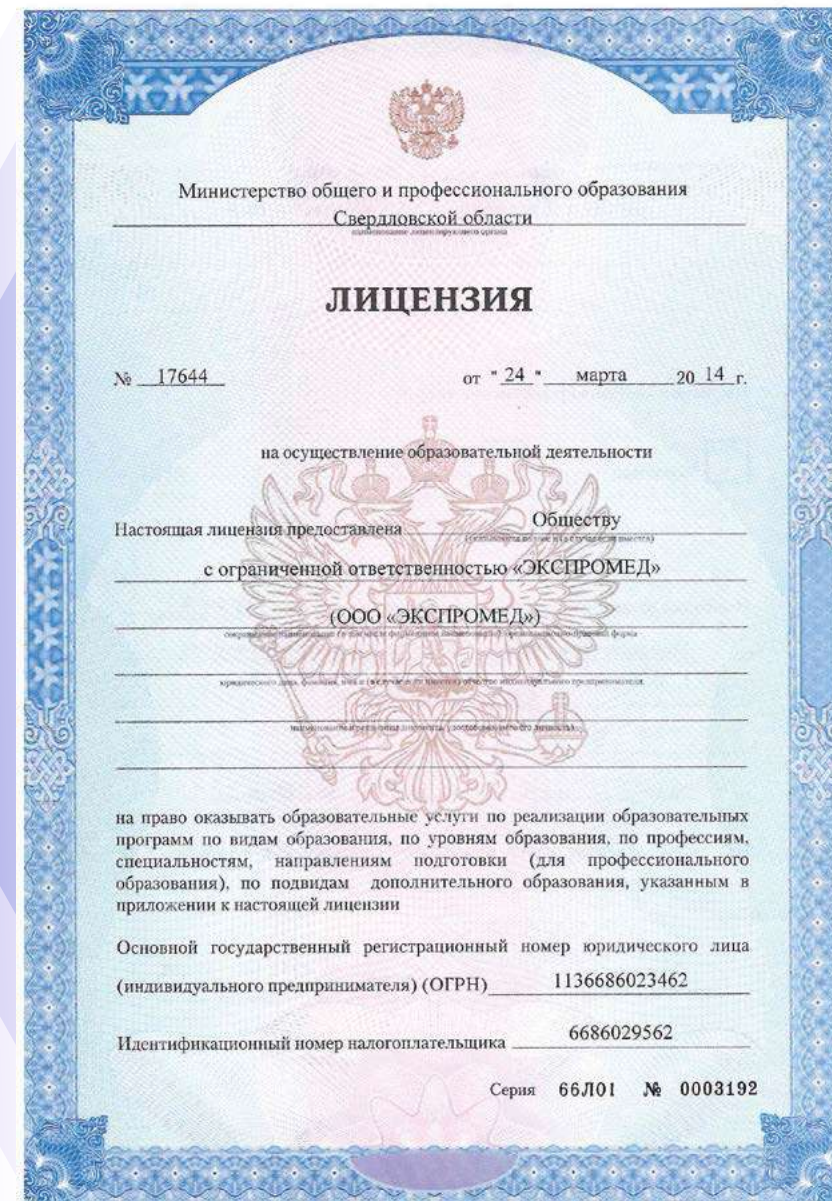 Министерство общего и профессионального образования
Свердловской области
наименование лицензирующего органа
ЛИЦЕНЗИЯ
№ 17644 от " 24 " марта 20 14 г.
на осуществление образовательной деятельности
Настоящая лицензия предоставлена Обществу
с ограниченной ответственностью «ЭКСПРОМЕД»
(ООО «ЭКСПРОМЕД»)
на право оказывать образовательные услуги по реализации образовательных
программ по видам образования, по уровням образования, по профессиям,
специальностям, направлениям подготовки (для профессионального
образования), по подвидам дополнительного образования, указанным в
приложении к настоящей лицензии
Основной государственный регистрационный номер юридического лица
(индивидуального предпринимателя) (ОГРН) 1136686023462
Идентификационный номер налогоплательщика 6686029562
Серия 66Л01 № 0003192